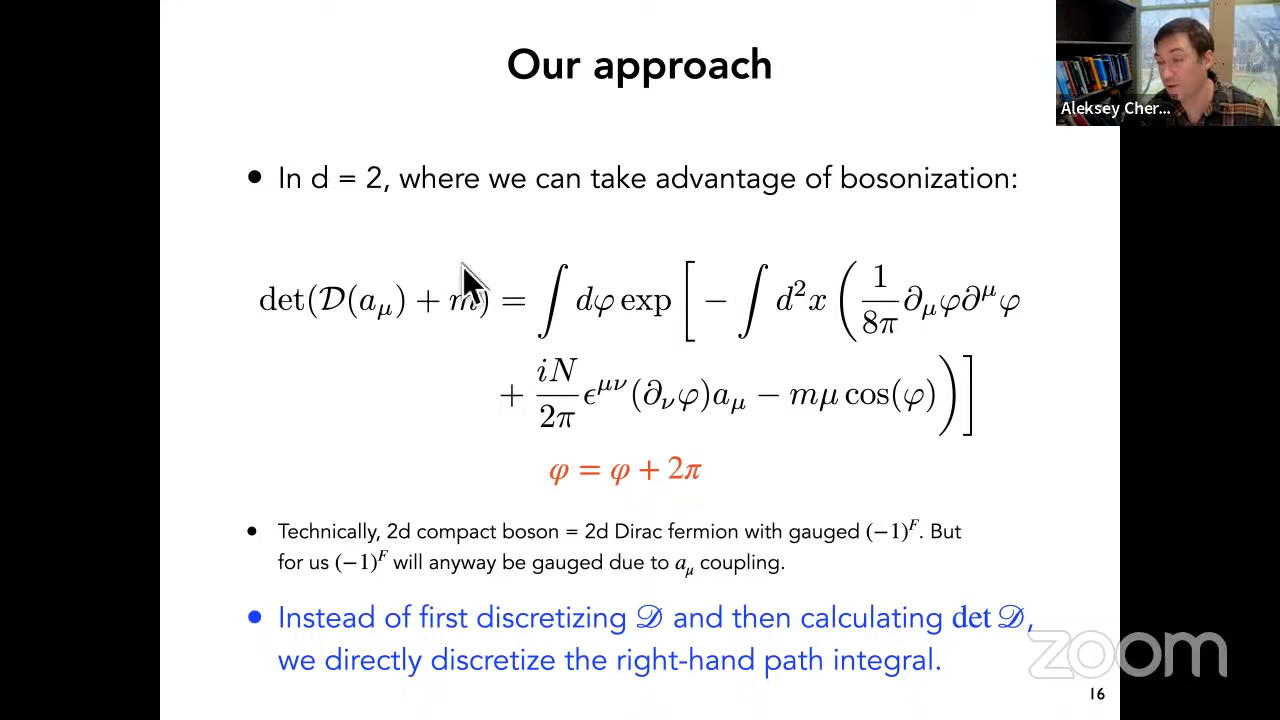 Our approach
Aleksey Cher...
• In d = 2, where we can take advantage of bosonization:
det(𝒟(a_μ) + m) = ∫ dφ exp [ − ∫ d²x ( 1/8π ∂_μφ∂^μφ
+ iN/2π ε^{μν}(∂_νφ)a_μ − mμ cos(φ) ) ]
φ = φ + 2π
• Technically, 2d compact boson = 2d Dirac fermion with gauged (−1)^F. But
for us (−1)^F will anyway be gauged due to a_μ coupling.
• Instead of first discretizing 𝒟 and then calculating det 𝒟,
we directly discretize the right-hand path integral.
zoom
16